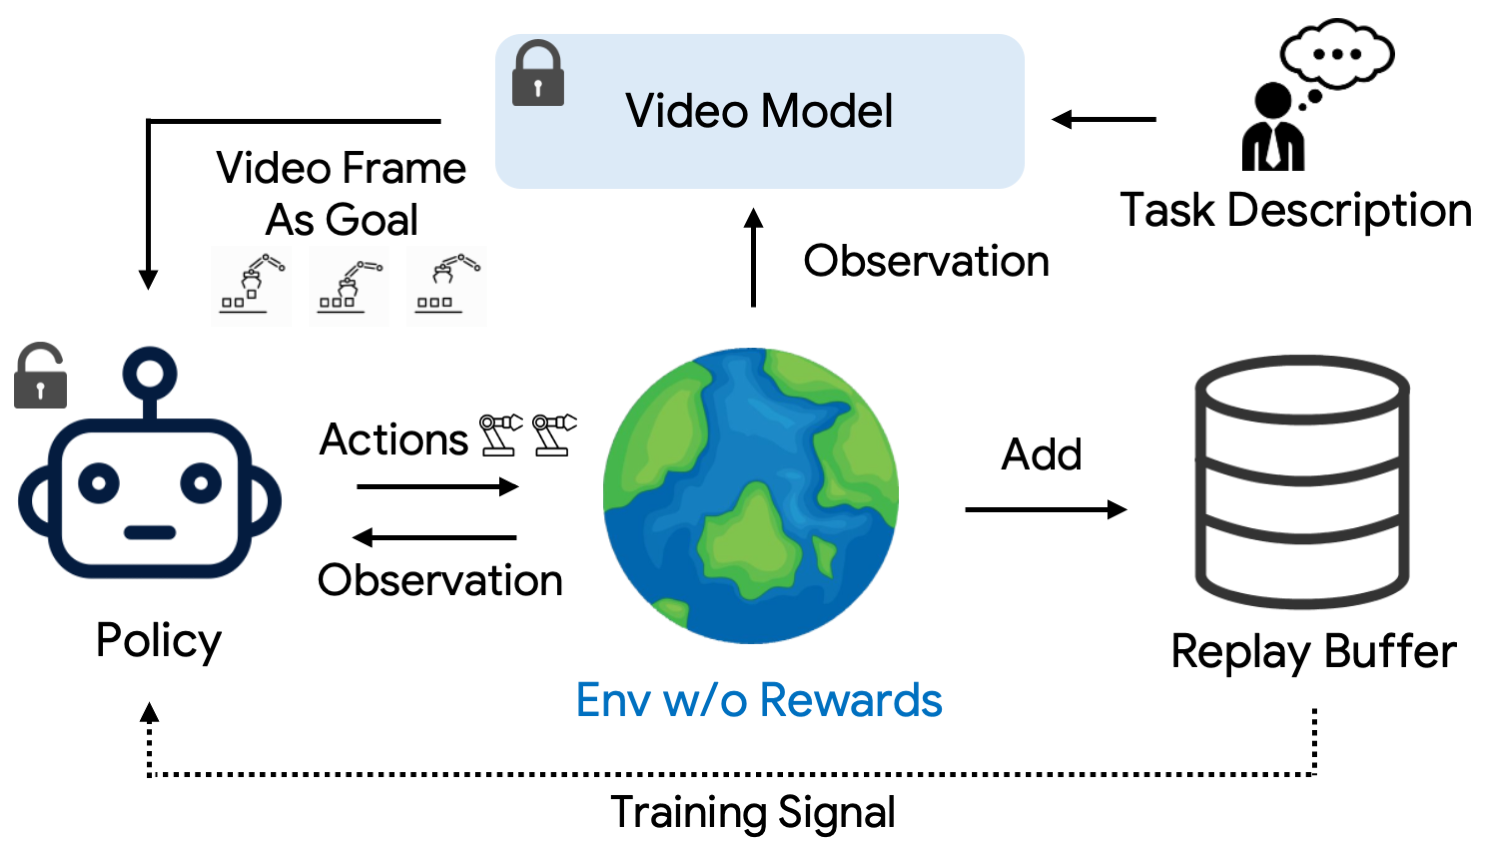 Video Model
Video Frame
As Goal
Task Description
Observation
Actions
Observation
Add
Policy
Env w/o Rewards
Replay Buffer
Training Signal